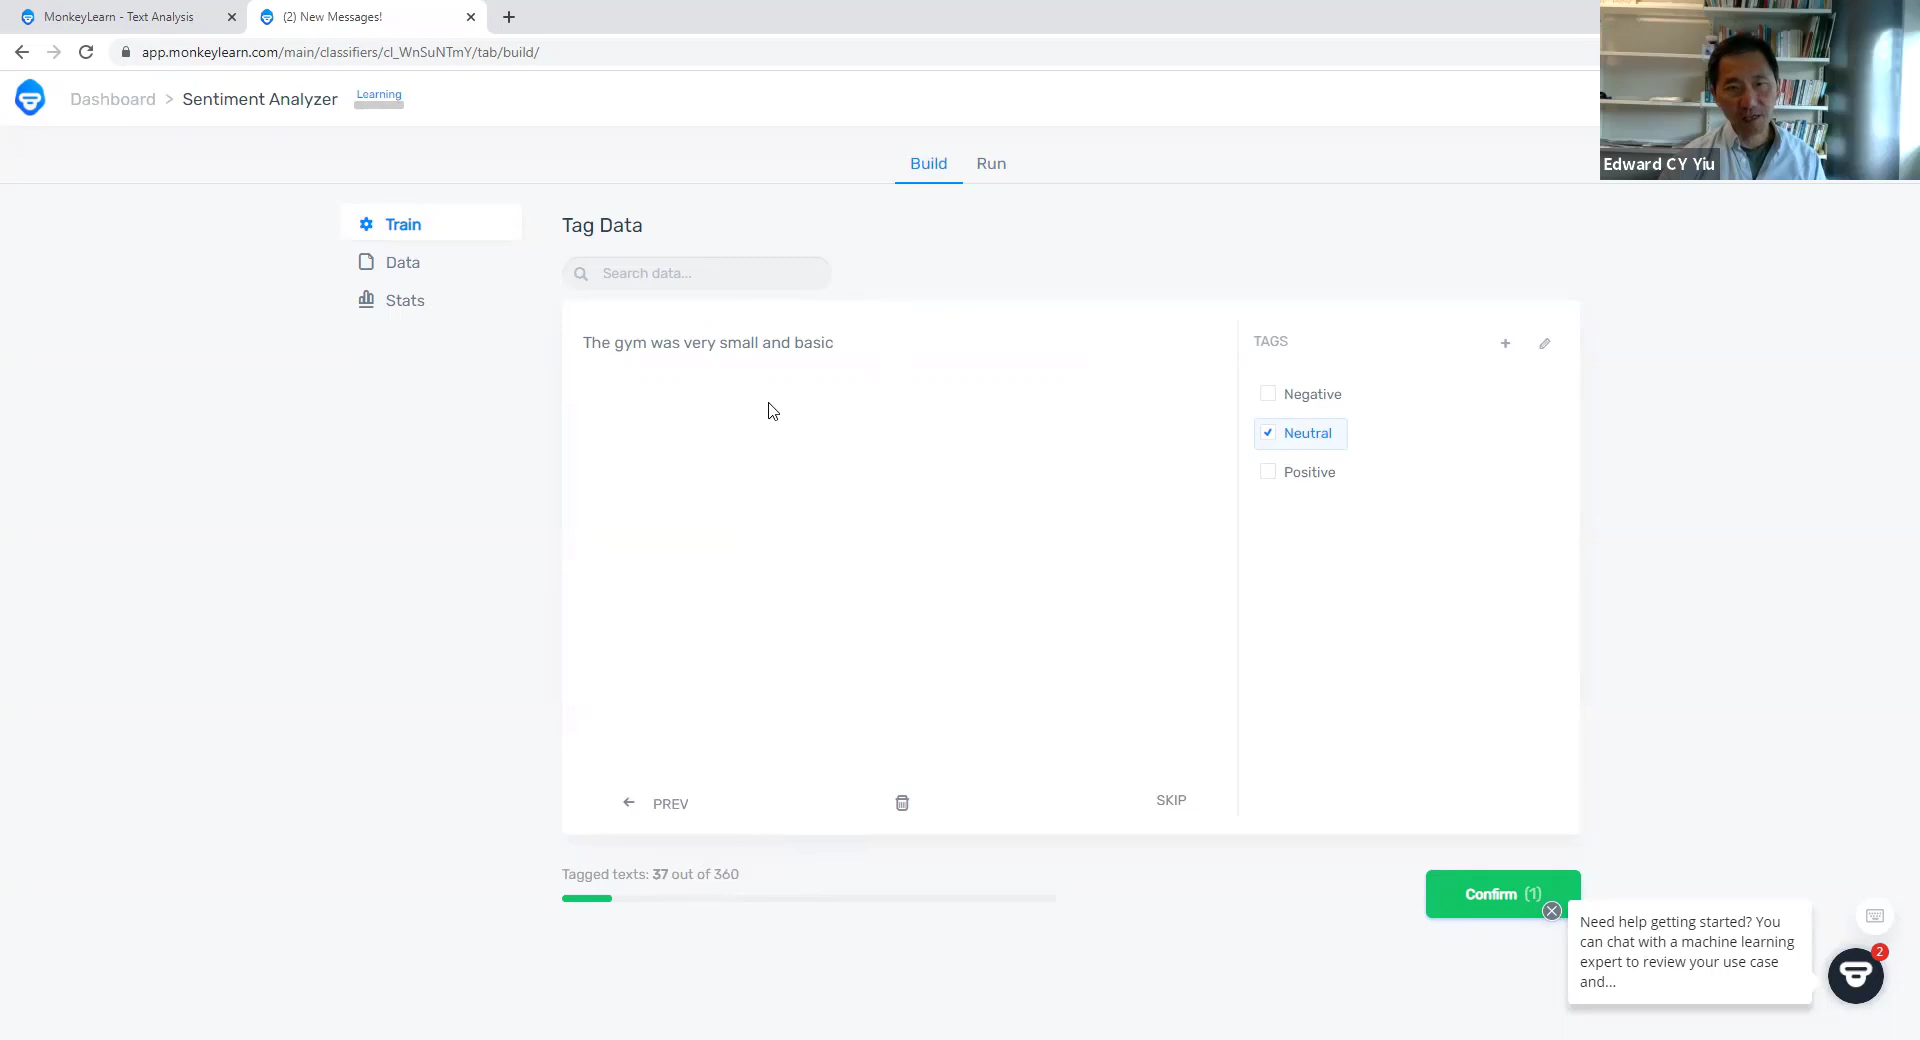 MonkeyLearn - Text Analysis
(2) New Messages!
app.monkeylearn.com/main/classifiers/cl_WnSuNTmY/tab/build/
Dashboard > Sentiment Analyzer
Learning
Edward CY Yiu
Build
Run
Train
Data
Stats
Tag Data
Search data...
The gym was very small and basic
TAGS
Negative
Neutral
Positive
PREV
SKIP
Tagged texts: 37 out of 360
Confirm (1)
Need help getting started? You
can chat with a machine learning
expert to review your use case
and...
2